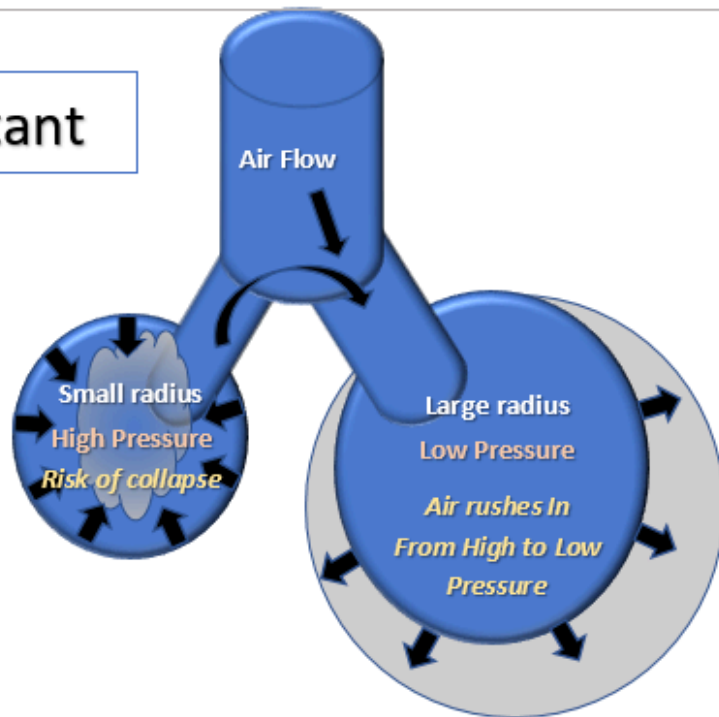 tant
Air Flow
Small radius
High Pressure
Risk of collapse
Large radius
Low Pressure
Air rushes In
From High to Low
Pressure